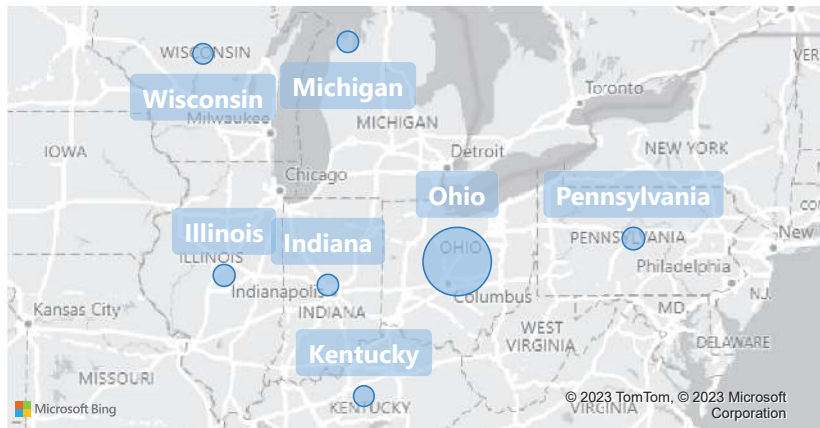 WISCONSIN
VER
Wisconsin
Michigan
Toronto
Milwaukee
MICHIGAN
IOWA
Detroit
NEW YORK
Chicago
Ohio
Pennsylvania
Illinois
Indiana
OHIO
PENNSYLVANIA
New
ILLINOIS
Philadelphia
Indianapolis
Columbus
N.J.
Kansas City
INDIANA
MD.
WEST
VIRGINIA
DELAWARE
Kentucky
MISSOURI
© 2023 TomTom, © 2023 Microsoft
Corporation
Microsoft Bing
KENTUCKY
VIRGINIA